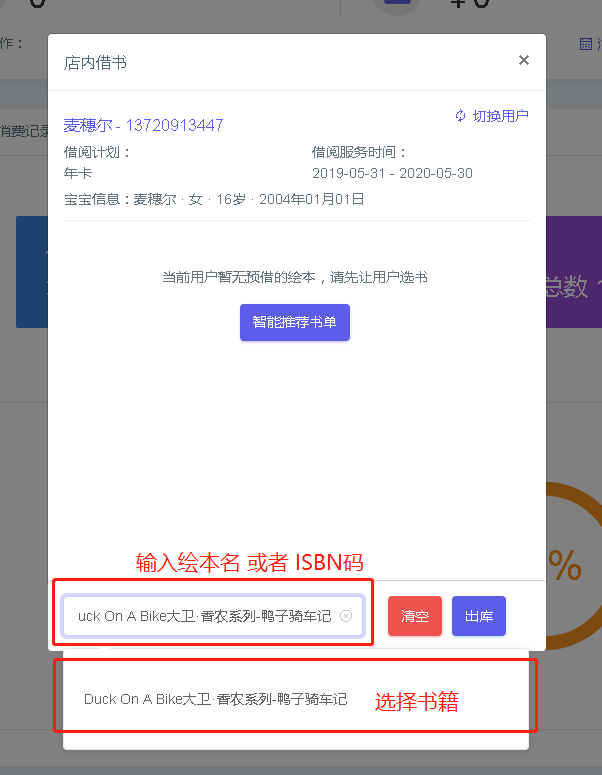 作：
店内借书
×
麦穗尔 - 13720913447
切换用户
借阅计划：
借阅服务时间：
年卡
2019-05-31 - 2020-05-30
宝宝信息：麦穗尔 · 女 · 16岁 · 2004年01月01日
消费记录
当前用户暂无预借的绘本，请先让用户选书
智能推荐书单
总数
%
输入绘本名 或者 ISBN码
uck On A Bike大卫·香农系列-鸭子骑车记
清空
出库
Duck On A Bike大卫·香农系列-鸭子骑车记
选择书籍